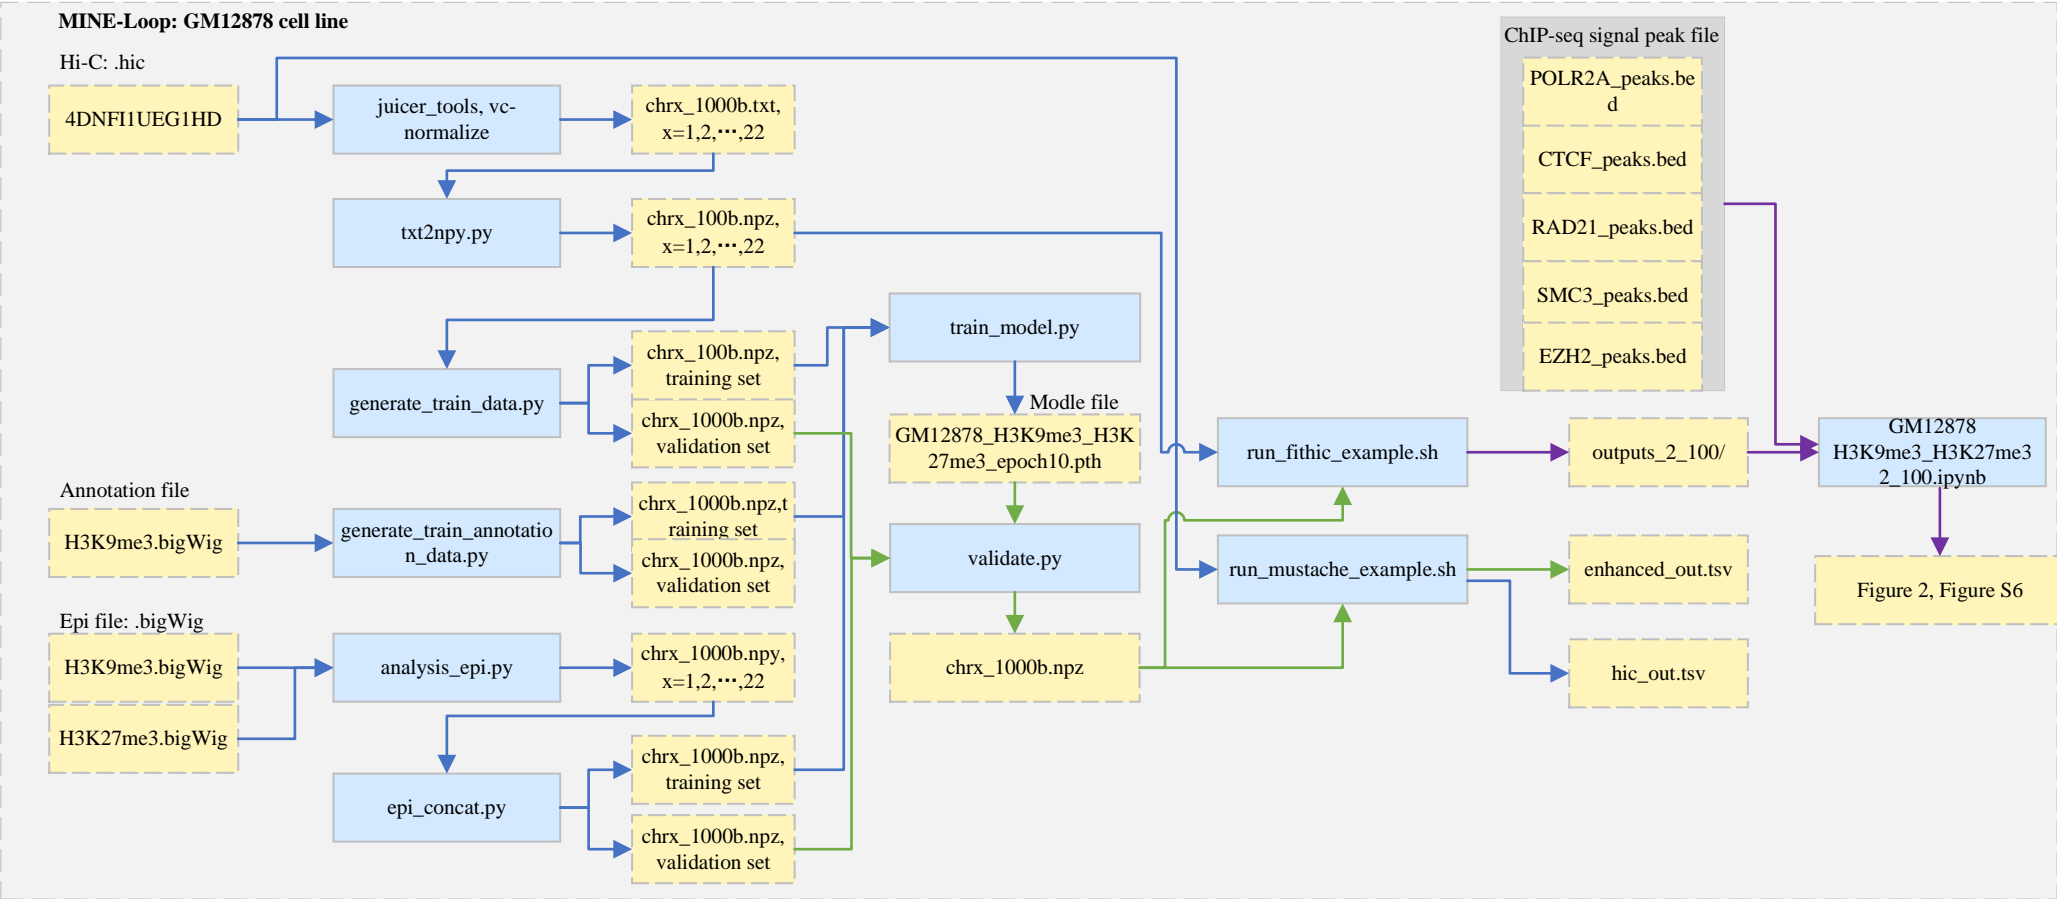 MINE-Loop: GM12878 cell line
Hi-C: .hic
4DNFI1UEG1HD
juicer_tools, vc-
normalize
chrx_1000b.txt,
x=1,2,⋯,22
txt2npy.py
chrx_100b.npz,
x=1,2,⋯,22
generate_train_data.py
chrx_100b.npz,
training set
chrx_1000b.npz,
validation set
Annotation file
H3K9me3.bigWig
generate_train_annotatio
n_data.py
chrx_1000b.npz,t
raining set
chrx_1000b.npz,
validation set
Epi file: .bigWig
H3K9me3.bigWig
H3K27me3.bigWig
analysis_epi.py
chrx_1000b.npy,
x=1,2,⋯,22
epi_concat.py
chrx_1000b.npz,
training set
chrx_1000b.npz,
validation set
train_model.py
Modle file
GM12878_H3K9me3_H3K
27me3_epoch10.pth
validate.py
chrx_1000b.npz
run_fithic_example.sh
run_mustache_example.sh
ChIP-seq signal peak file
POLR2A_peaks.be
d
CTCF_peaks.bed
RAD21_peaks.bed
SMC3_peaks.bed
EZH2_peaks.bed
outputs_2_100/
enhanced_out.tsv
hic_out.tsv
GM12878
H3K9me3_H3K27me3
2_100.ipynb
Figure 2, Figure S6